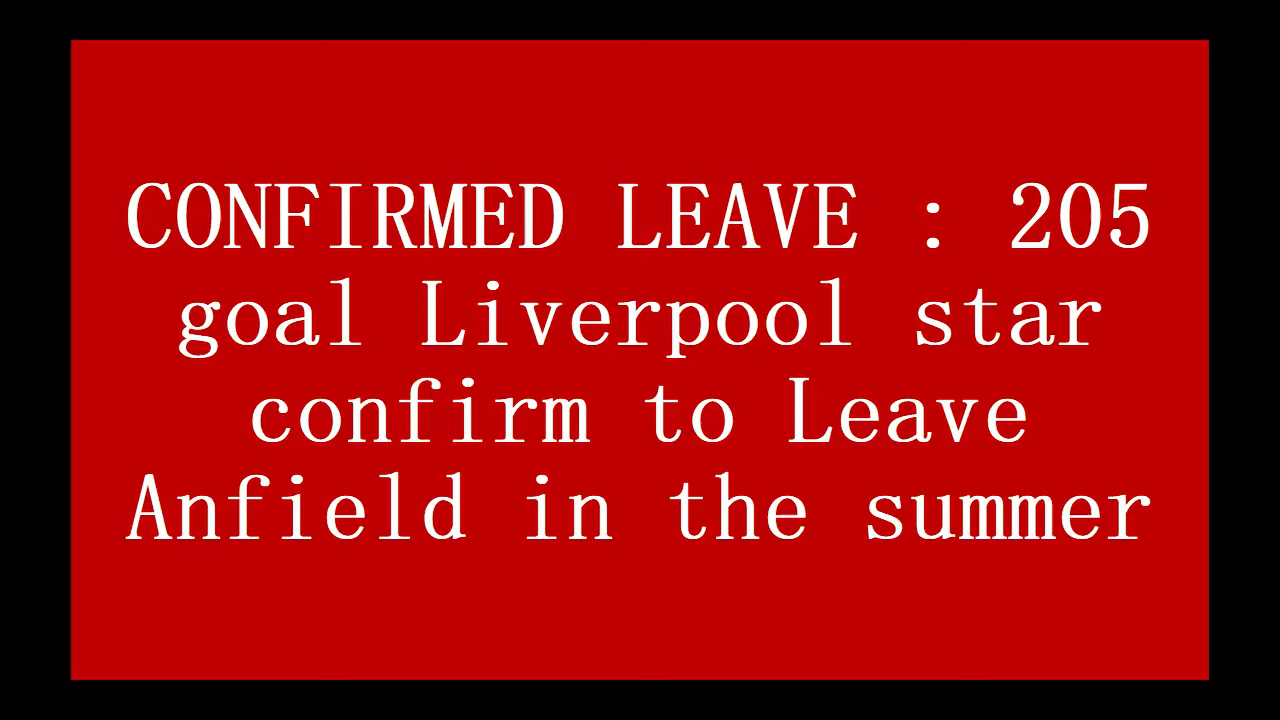 CONFIRMED LEAVE : 205
goal Liverpool star
confirm to Leave
Anfield in the summer